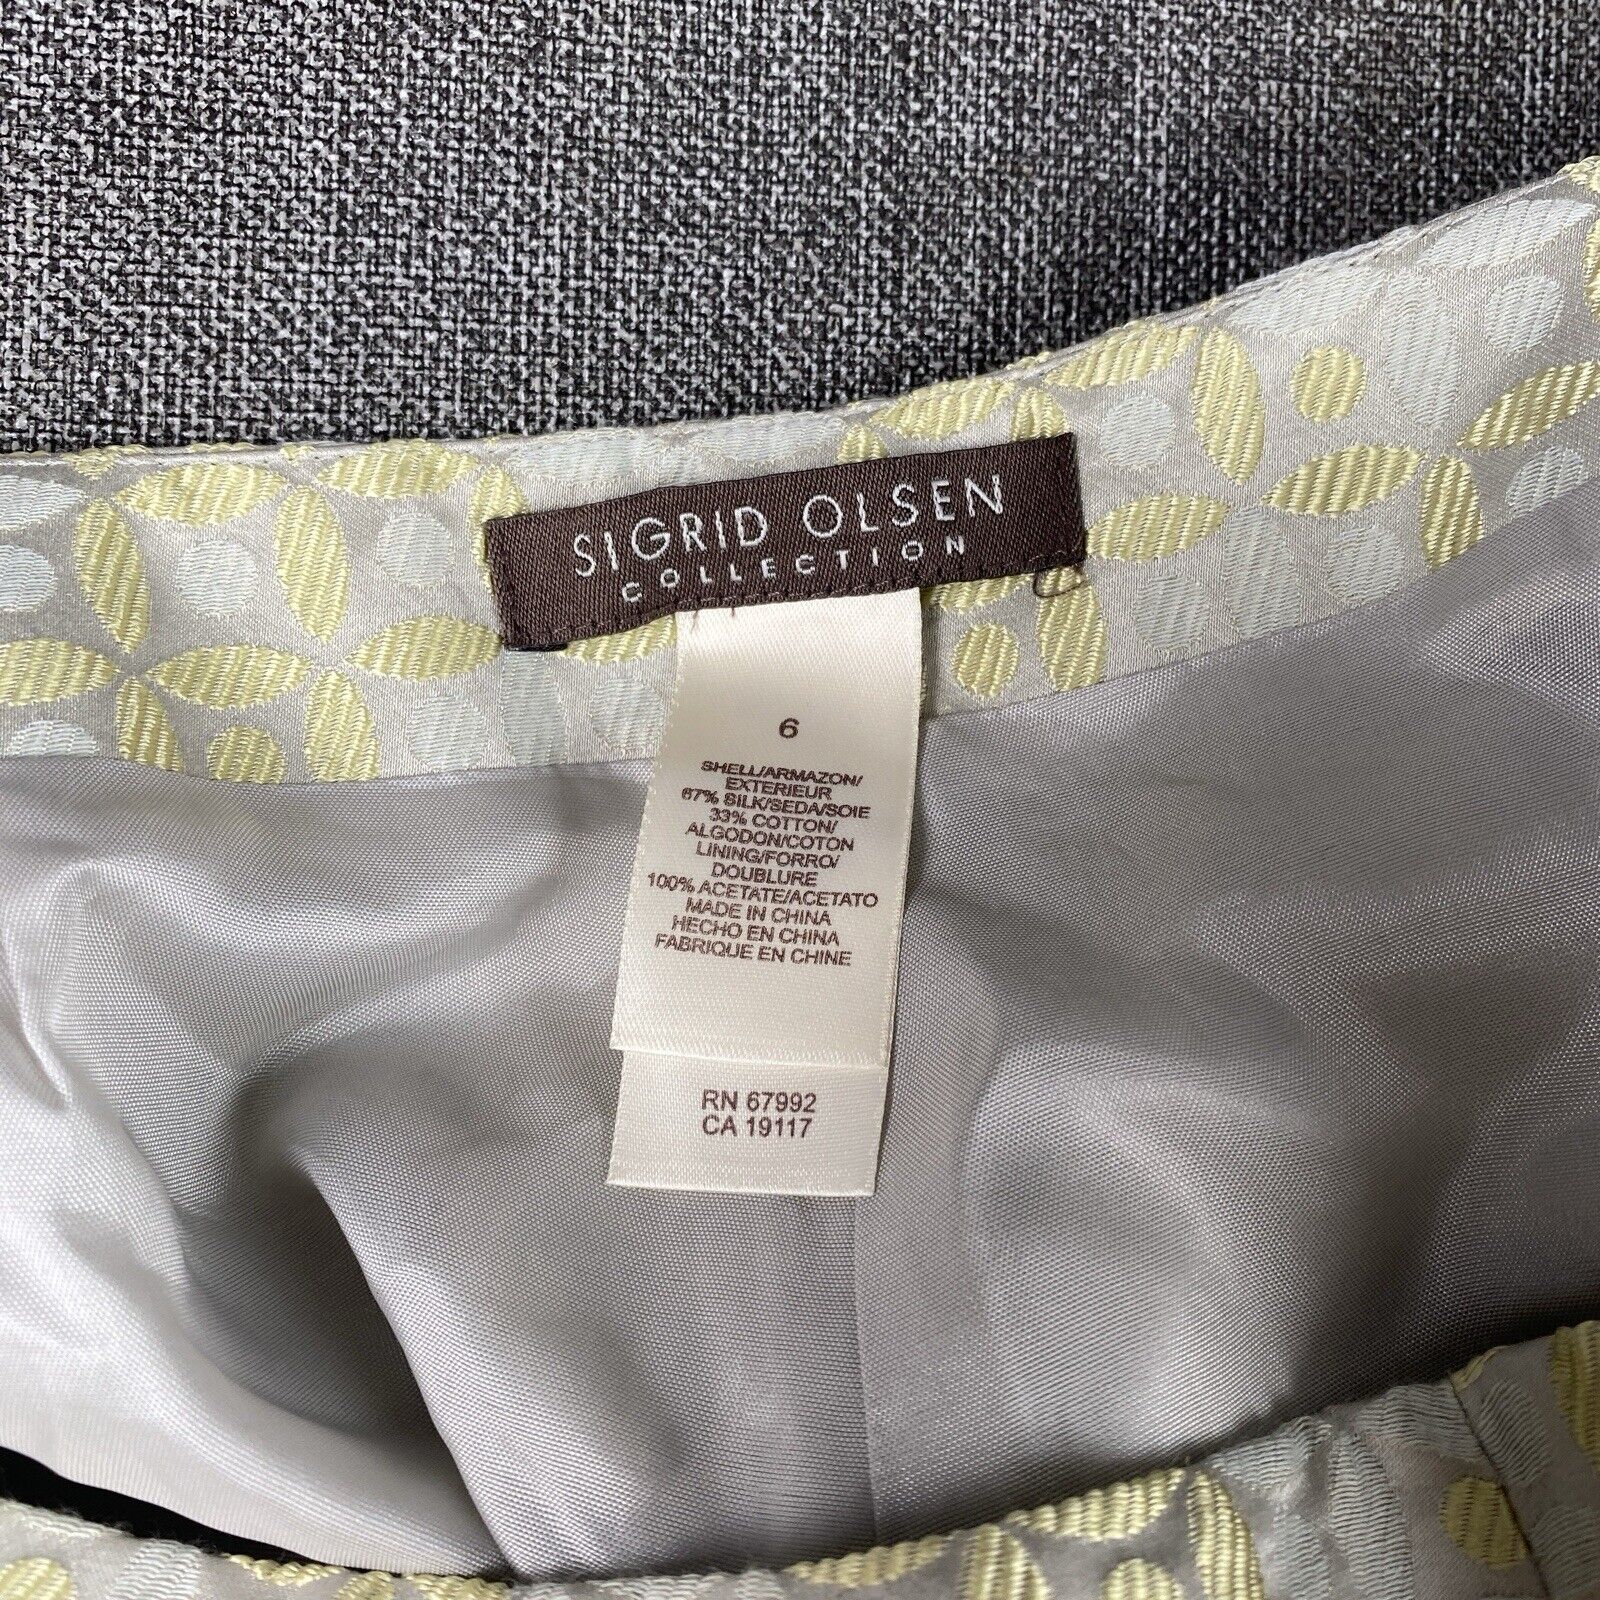 SIGRID OLSEN
COLLECTION
6
SHELL/ARMAZON/
EXTERIEUR
67% SILK/SEDA/SOIE
33% COTTON/
ALGODON/COTON
LINING/FORRO/
DOUBLURE
100% ACETATE/ACETATO
MADE IN CHINA
HECHO EN CHINA
FABRIQUE EN CHINE
RN 67992
CA 19117